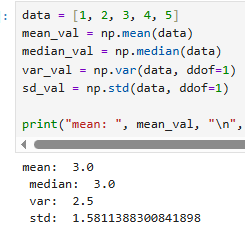 : data = [1, 2, 3, 4, 5]
mean_val = np.mean(data)
median_val = np.median(data)
var_val = np.var(data, ddof=1)
sd_val = np.std(data, ddof=1)
print("mean: ", mean_val, "\n",
mean:  3.0
 median:  3.0
 var:  2.5
 std:  1.5811388300841898